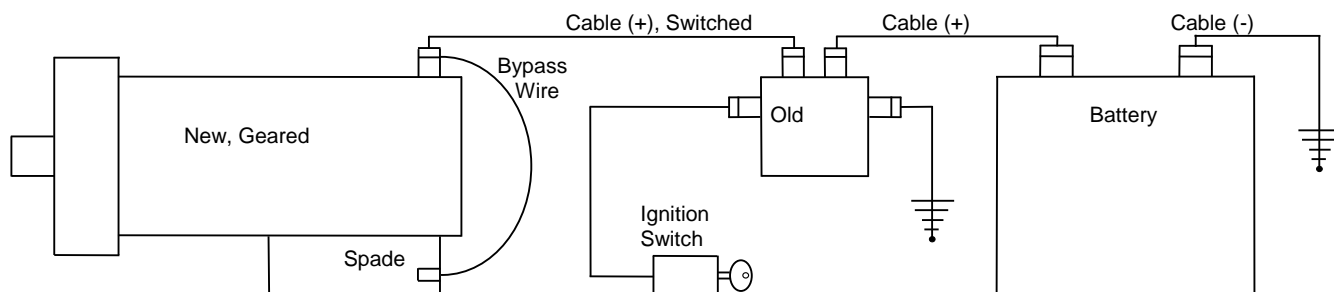 Cable (+), Switched
Cable (+)
Cable (-)
Bypass
Wire
New, Geared
Old
Battery
Ignition
Switch
Spade